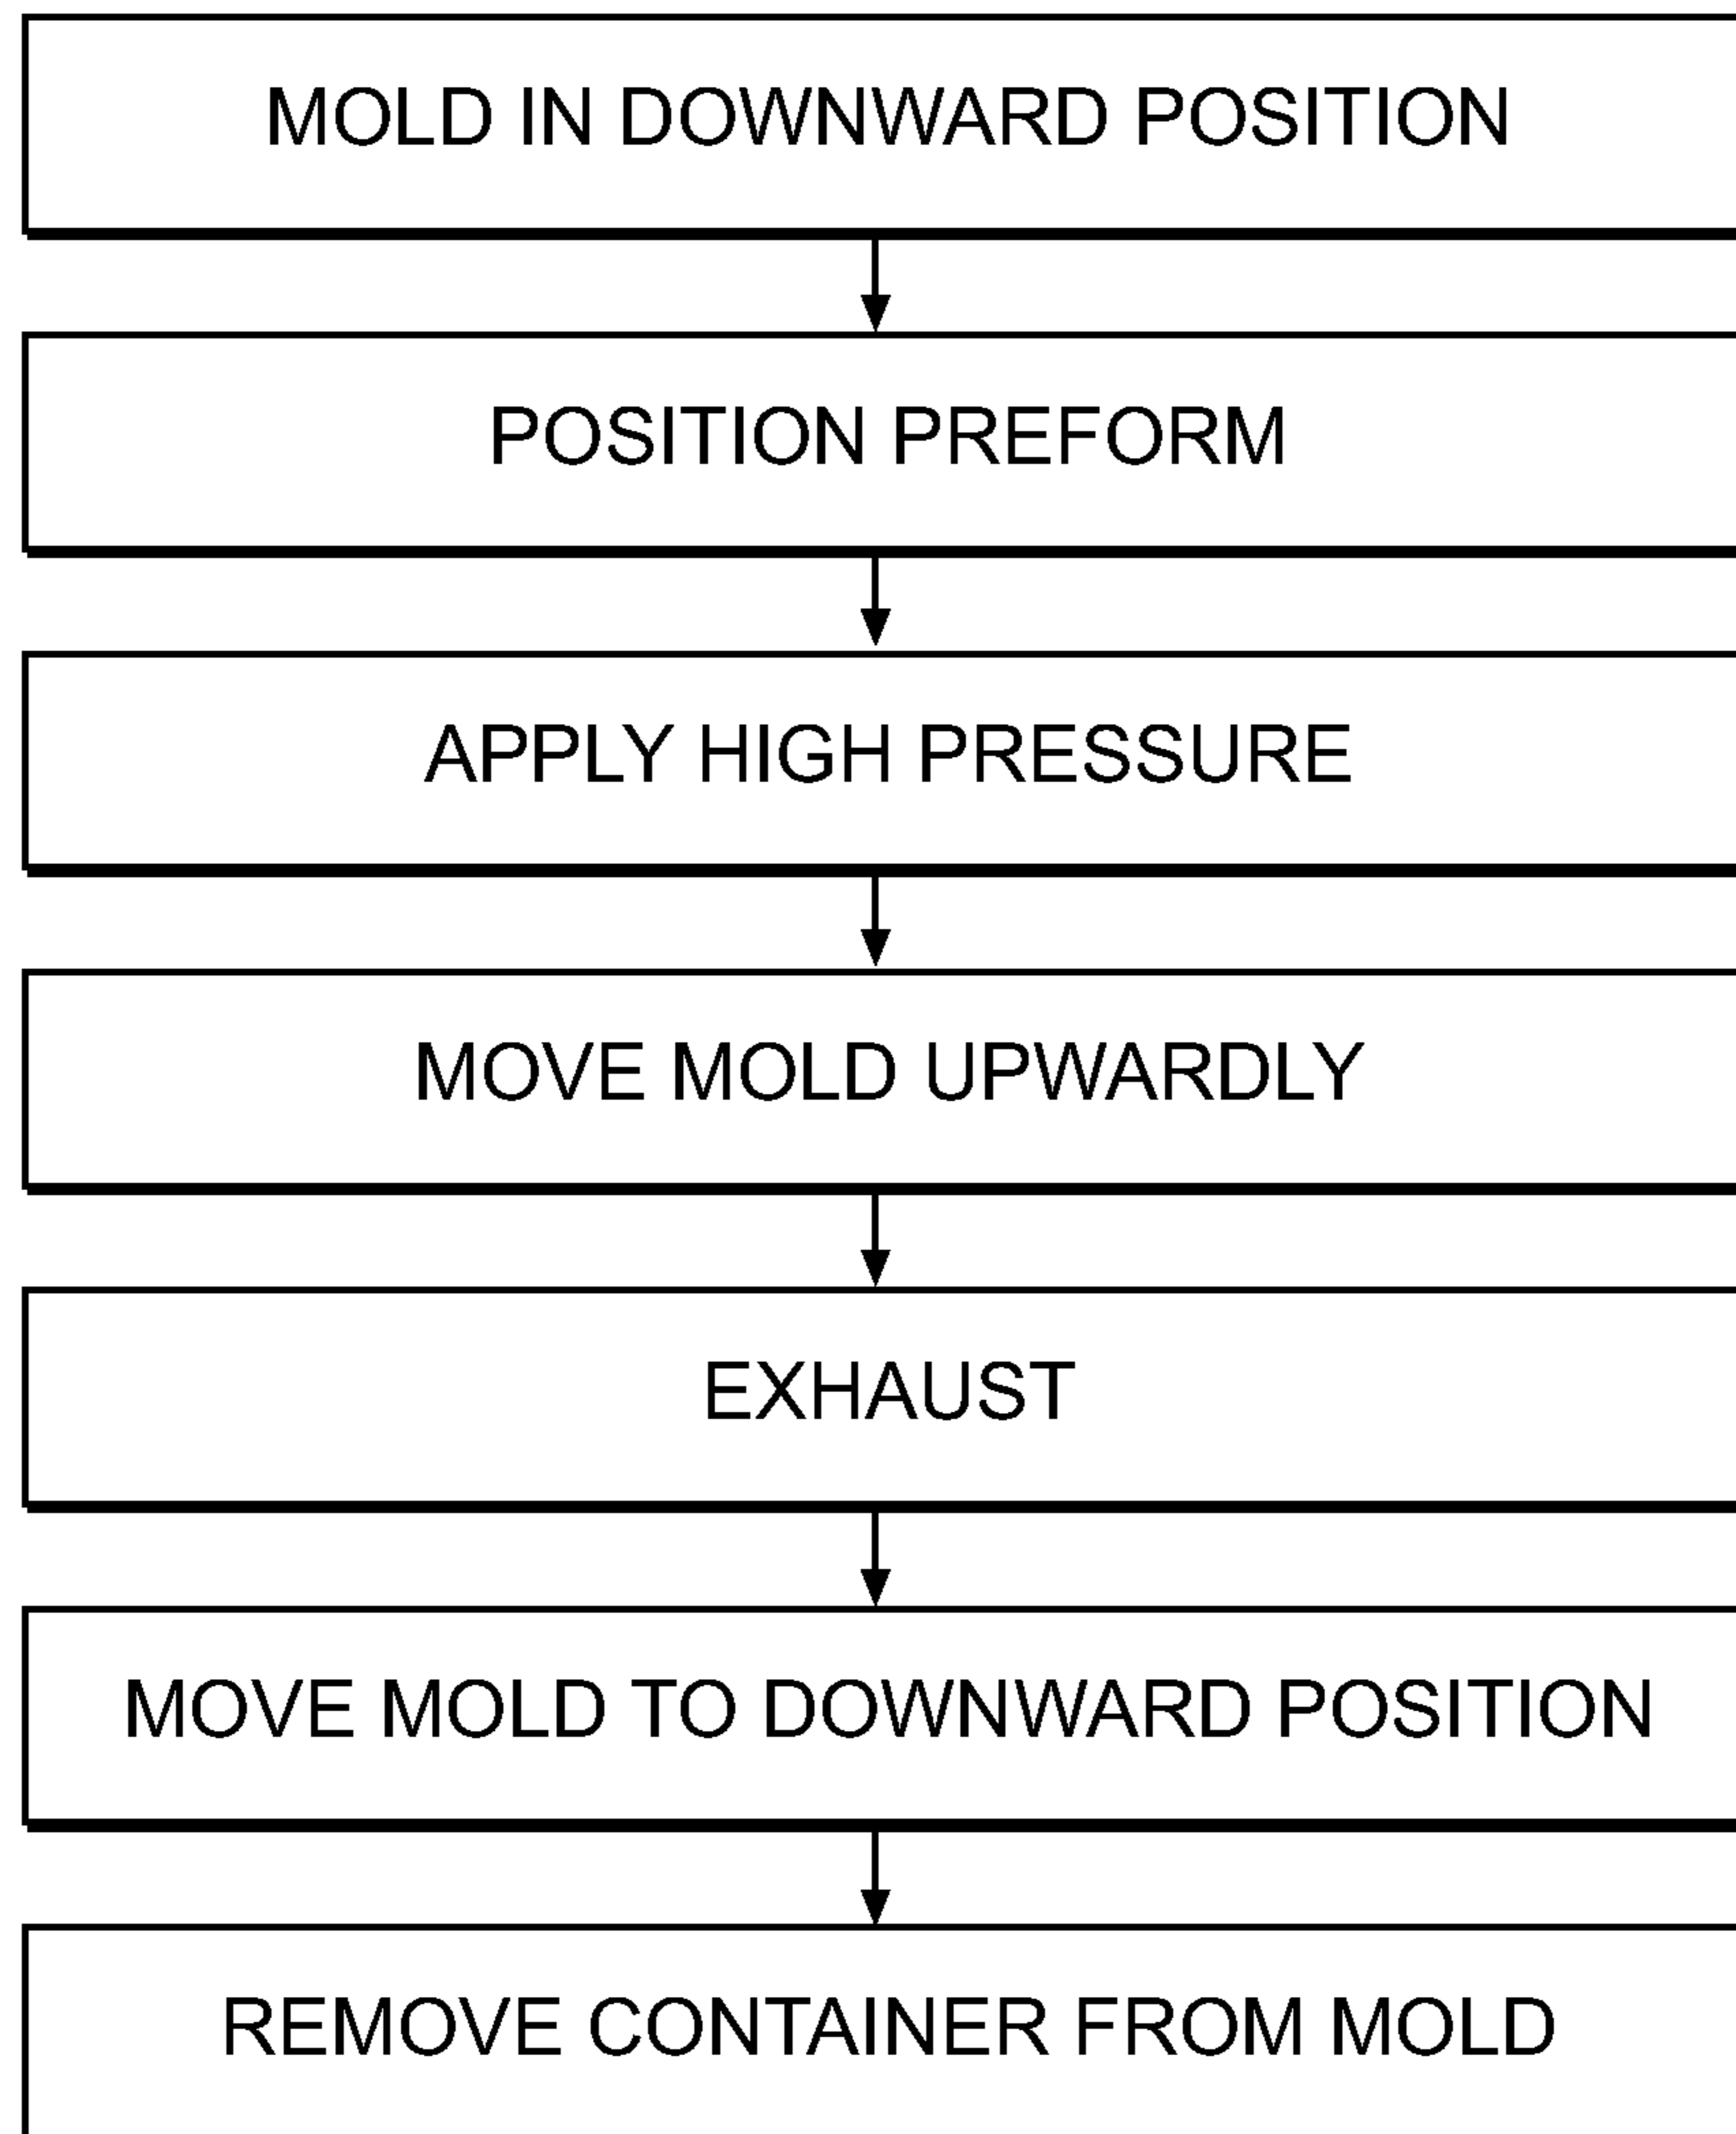 MOLD IN DOWNWARD POSITION
POSITION PREFORM
APPLY HIGH PRESSURE
MOVE MOLD UPWARDLY
EXHAUST
MOVE MOLD TO DOWNWARD POSITION
REMOVE CONTAINER FROM MOLD